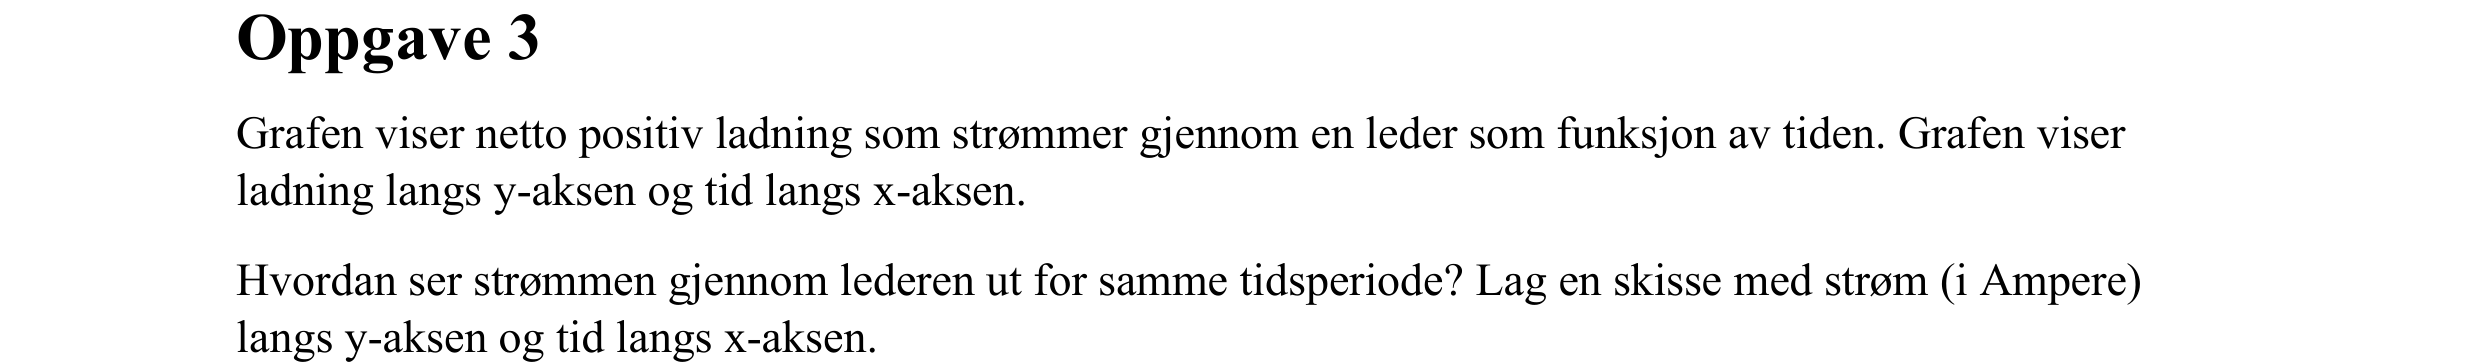 Oppgave 3
Grafen viser netto positiv ladning som strømmer gjennom en leder som funksjon av tiden. Grafen viser
ladning langs y-aksen og tid langs x-aksen.
Hvordan ser strømmen gjennom lederen ut for samme tidsperiode? Lag en skisse med strøm (i Ampere)
langs y-aksen og tid langs x-aksen.